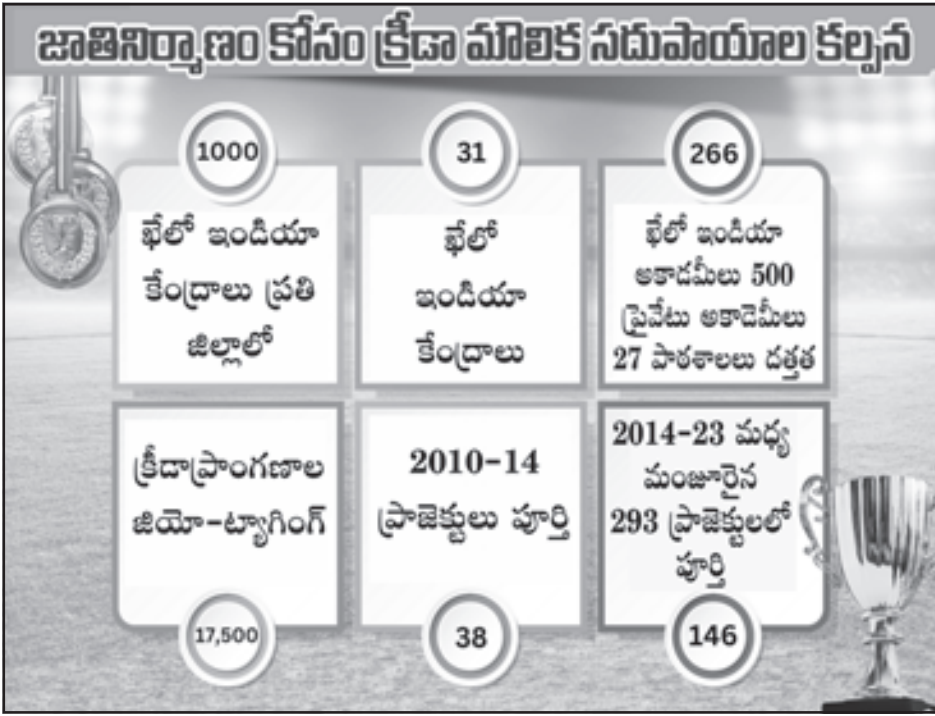 జాతినిర్మాణం కోసం క్రీడా మౌలిక సదుపాయాల కల్పన
1000
ఖేలో ఇండియా
కేంద్రాలు ప్రతి
జిల్లాలో
31
ఖేలో
ఇండియా
కేంద్రాలు
266
ఖేలో ఇండియా
అకాడమీలు 500
ప్రైవేటు అకాడెమీలు
27 పాఠశాలలు దత్తత
క్రీడాప్రాంగణాల
జియో-ట్యాగింగ్
17,500
2010-14
ప్రాజెక్టులు పూర్తి
38
2014-23 మధ్య
మంజూరైన
293 ప్రాజెక్టులలో
పూర్తి
146